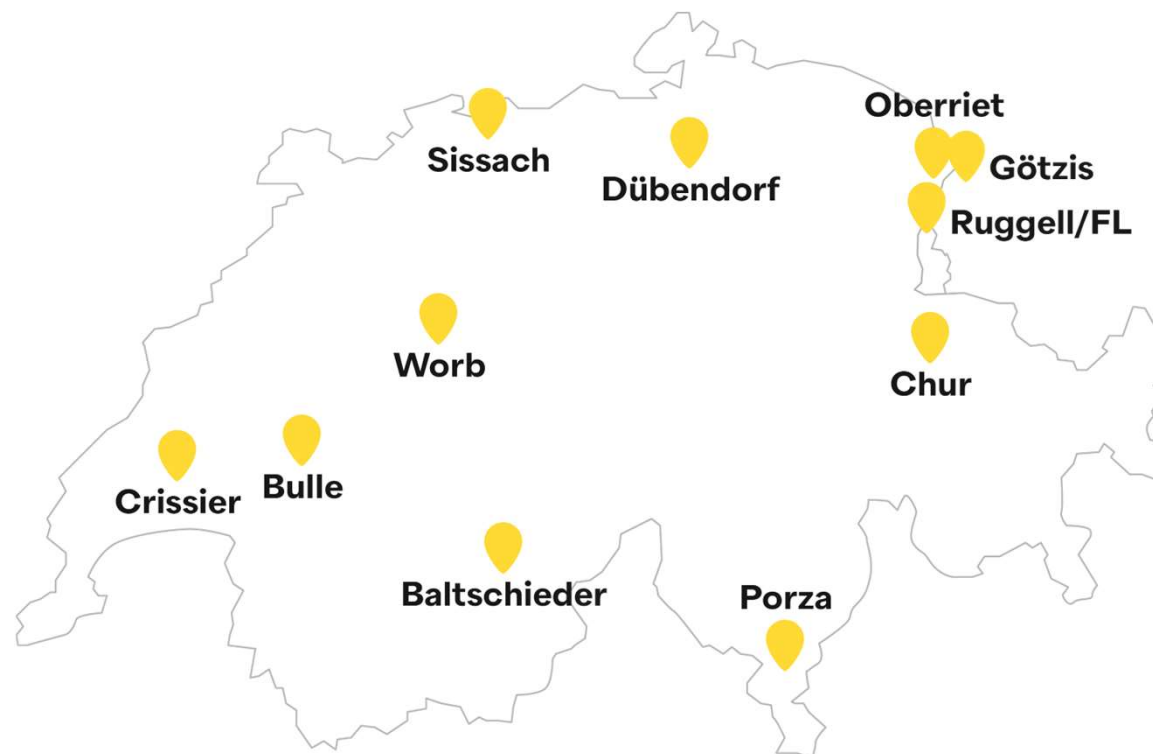 Oberriet
Sissach
Götzis
Dübendorf
Ruggell/FL
Worb
Chur
Bulle
Crissier
Baltschieder
Porza